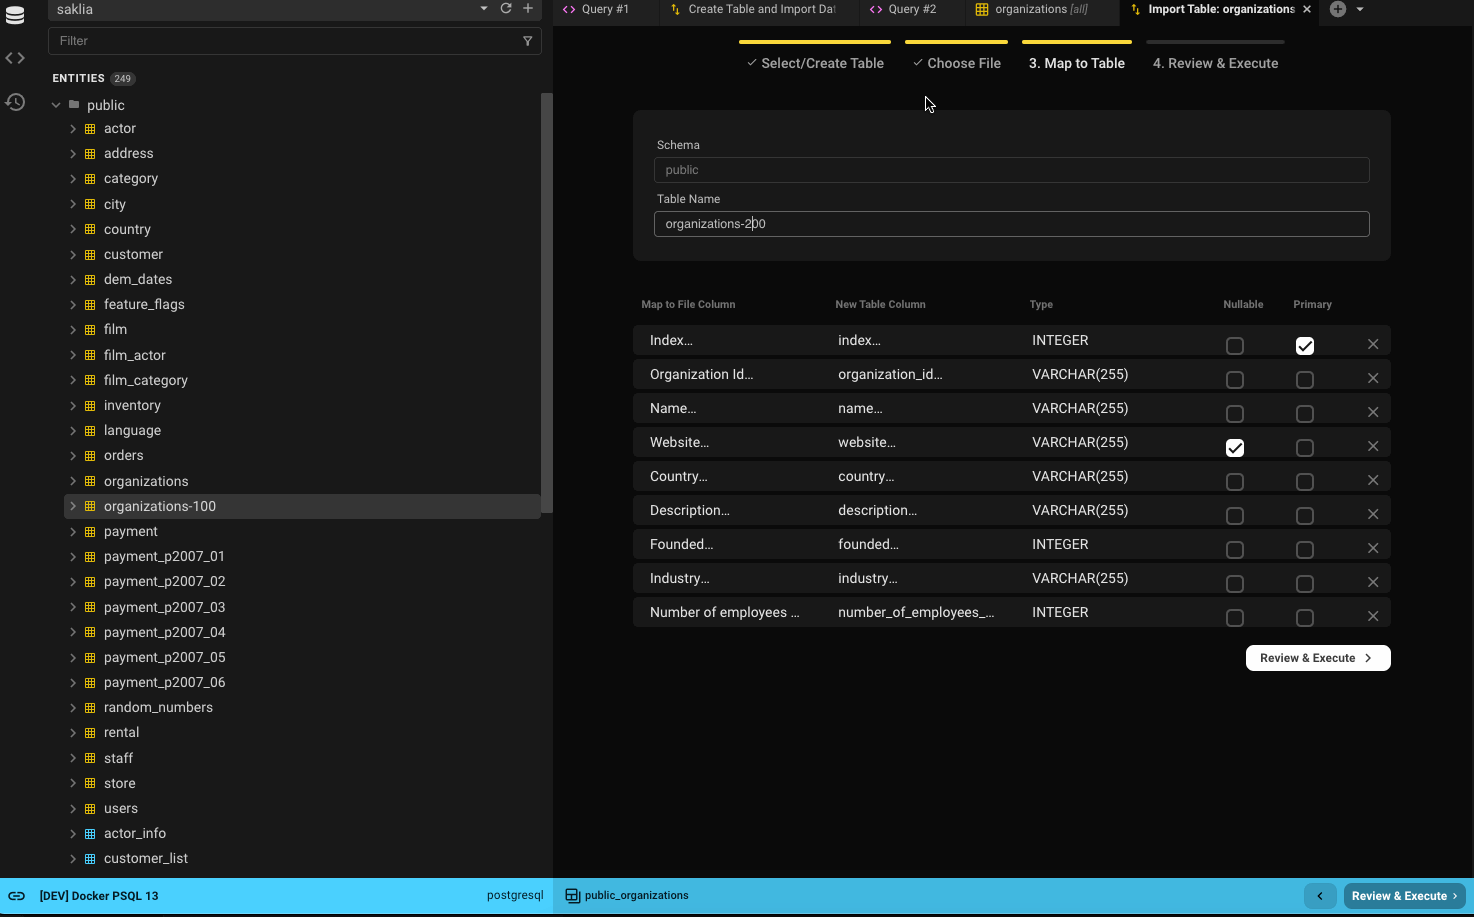 saklia
Query #1
Create Table and Import Dat
Query #2
organizations [all]
Import Table: organizations
Filter
ENTITIES 249
public
actor
address
category
city
country
customer
dem_dates
feature_flags
film
film_actor
film_category
inventory
language
orders
organizations
organizations-100
payment
payment_p2007_01
payment_p2007_02
payment_p2007_03
payment_p2007_04
payment_p2007_05
payment_p2007_06
random_numbers
rental
staff
store
users
actor_info
customer_list
Select/Create Table
Choose File
3. Map to Table
4. Review & Execute
Schema
public
Table Name
organizations-200
Map to File Column New Table Column Type Nullable Primary
Index... index... INTEGER
Organization Id... organization_id... VARCHAR(255)
Name... name... VARCHAR(255)
Website... website... VARCHAR(255)
Country... country... VARCHAR(255)
Description... description... VARCHAR(255)
Founded... founded... INTEGER
Industry... industry... VARCHAR(255)
Number of employees ... number_of_employees_... INTEGER
Review & Execute
[DEV] Docker PSQL 13
postgresql
public_organizations
Review & Execute